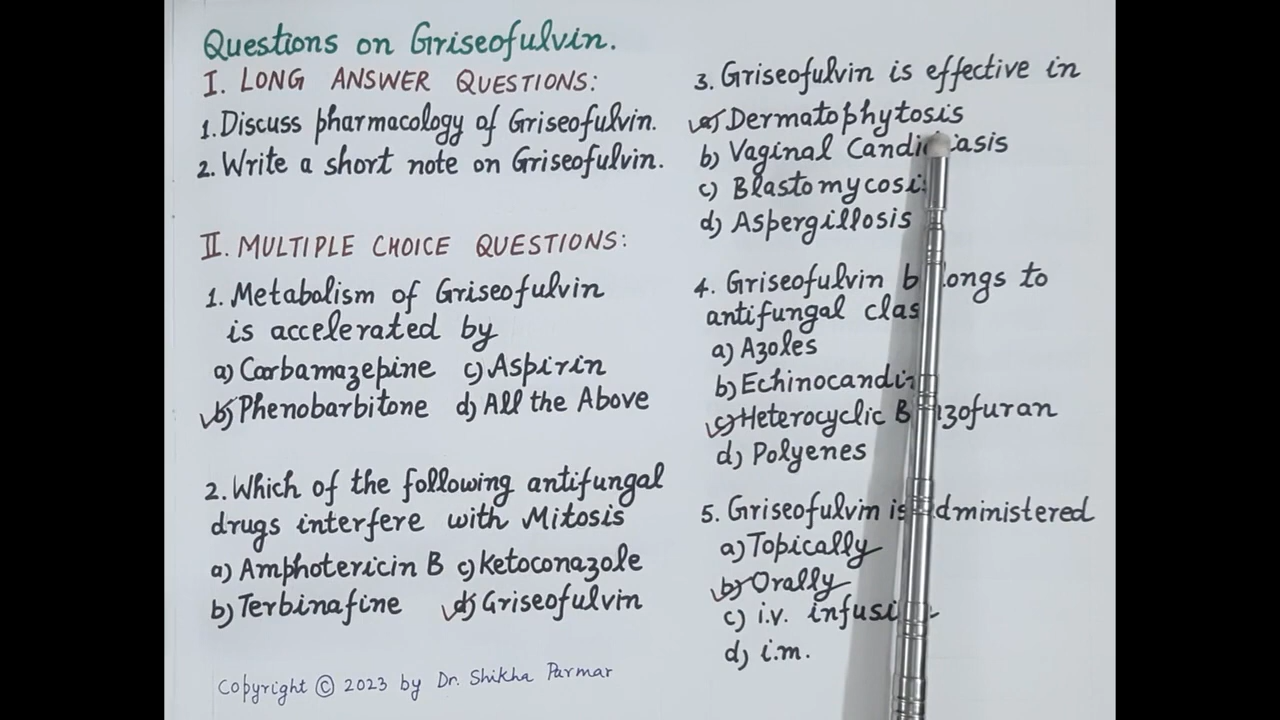 Questions on Griseofulvin.
I. LONG ANSWER QUESTIONS:
1. Discuss pharmacology of Griseofulvin.
2. Write a short note on Griseofulvin.
II. MULTIPLE CHOICE QUESTIONS:
1. Metabolism of Griseofulvin
is accelerated by
a) Carbamazepine c) Aspirin
b) Phenobarbitone d) All the Above
2. Which of the following antifungal
drugs interfere with Mitosis
a) Amphotericin B c) Ketoconazole
b) Terbinafine d) Griseofulvin
Copyright © 2023 by Dr. Shikha Parmar
3. Griseofulvin is effective in
a) Dermatophytosis
b) Vaginal
c)
d) Aspergillosis
4. Griseofulvin to
antifungal
a) Azoles
b)
c) Heterocyclic
d) Polyenes
5. Griseofulvin is
a) Topically
b) Orally
c) i.v.
d) i.m.